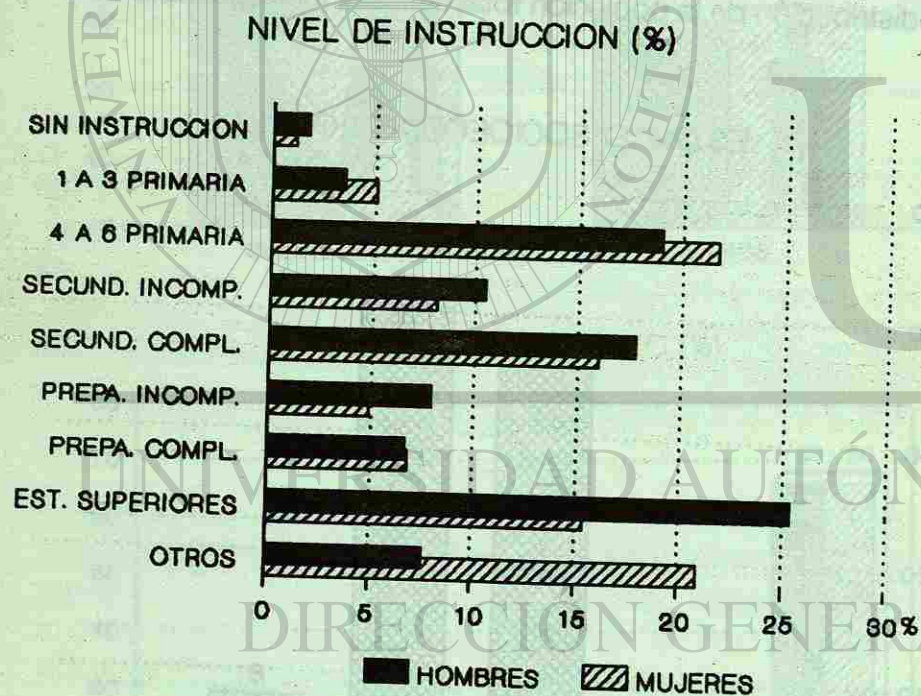 NIVEL DE INSTRUCCION (%)
SIN INSTRUCCION
1 A 3 PRIMARIA
4 A 6 PRIMARIA
SECUND. INCOMP.
SECUND. COMPL.
PREPA. INCOMP.
PREPA. COMPL.
EST. SUPERIORES
OTROS
0 5 10 15 20 25 30%
HOMBRES MUJERES
UNIVERSIDAD AUTÓN
DIRECCIÓN GENER